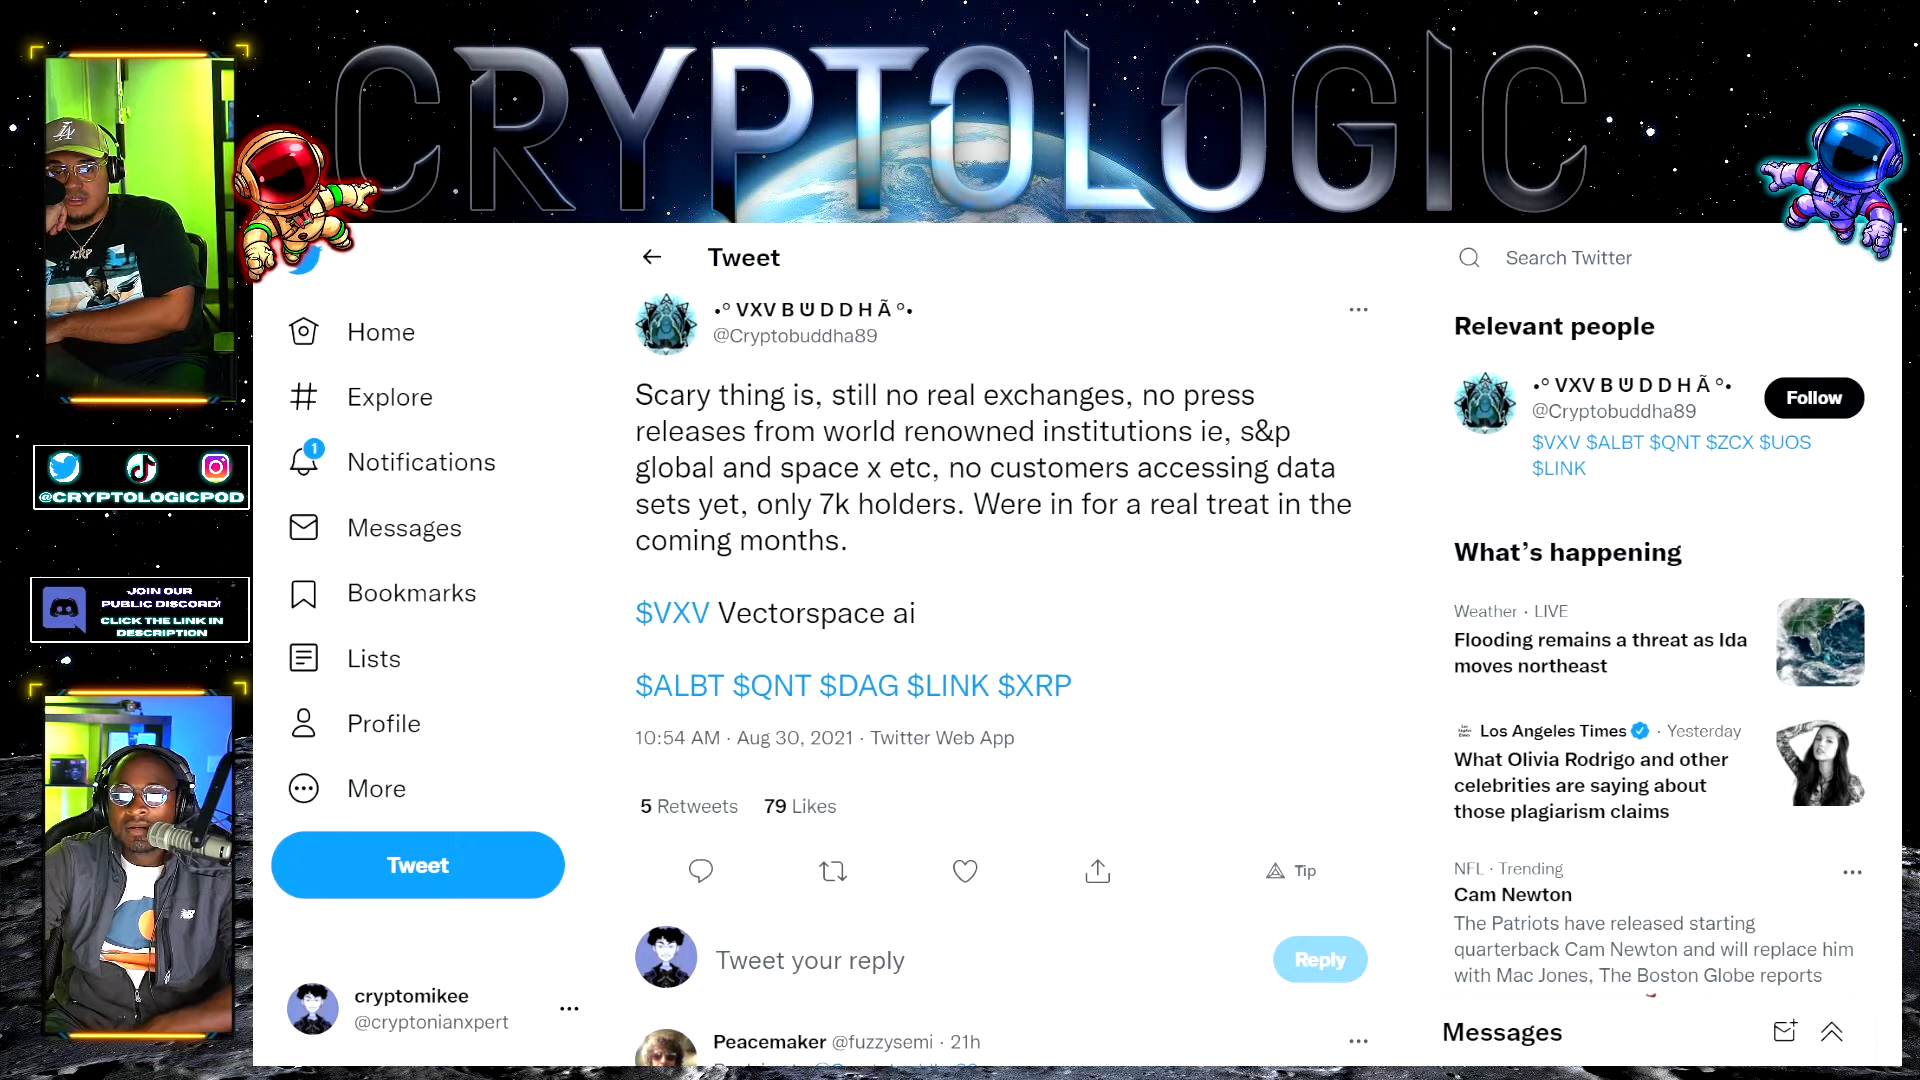 CRYPTOLOGIC
Tweet
Search Twitter
•º VXV B Ս D D H Ã º•
@Cryptobuddha89
Scary thing is, still no real exchanges, no press
releases from world renowned institutions ie, s&p
global and space x etc, no customers accessing data
sets yet, only 7k holders. Were in for a real treat in the
coming months.
$VXV Vectorspace ai
$ALBT $QNT $DAG $LINK $XRP
10:54 AM · Aug 30, 2021 · Twitter Web App
5 Retweets 79 Likes
Tip
Tweet your reply
Reply
Peacemaker @fuzzysemi · 21h
Home
Explore
1
Notifications
Messages
Bookmarks
Lists
Profile
More
Tweet
cryptomikee
@cryptonianxpert
Relevant people
•º VXV B Ս D D H Ã º•
@Cryptobuddha89
Follow
$VXV $ALBT $QNT $ZCX $UOS
$LINK
What's happening
Weather · LIVE
Flooding remains a threat as Ida
moves northeast
Los Angeles Times · Yesterday
What Olivia Rodrigo and other
celebrities are saying about
those plagiarism claims
NFL · Trending
Cam Newton
The Patriots have released starting
quarterback Cam Newton and will replace him
with Mac Jones, The Boston Globe reports
Messages
LA
XRP
@CRYPTOLOGICPOD
JOIN OUR
PUBLIC DISCORD!
CLICK THE LINK IN
DESCRIPTION